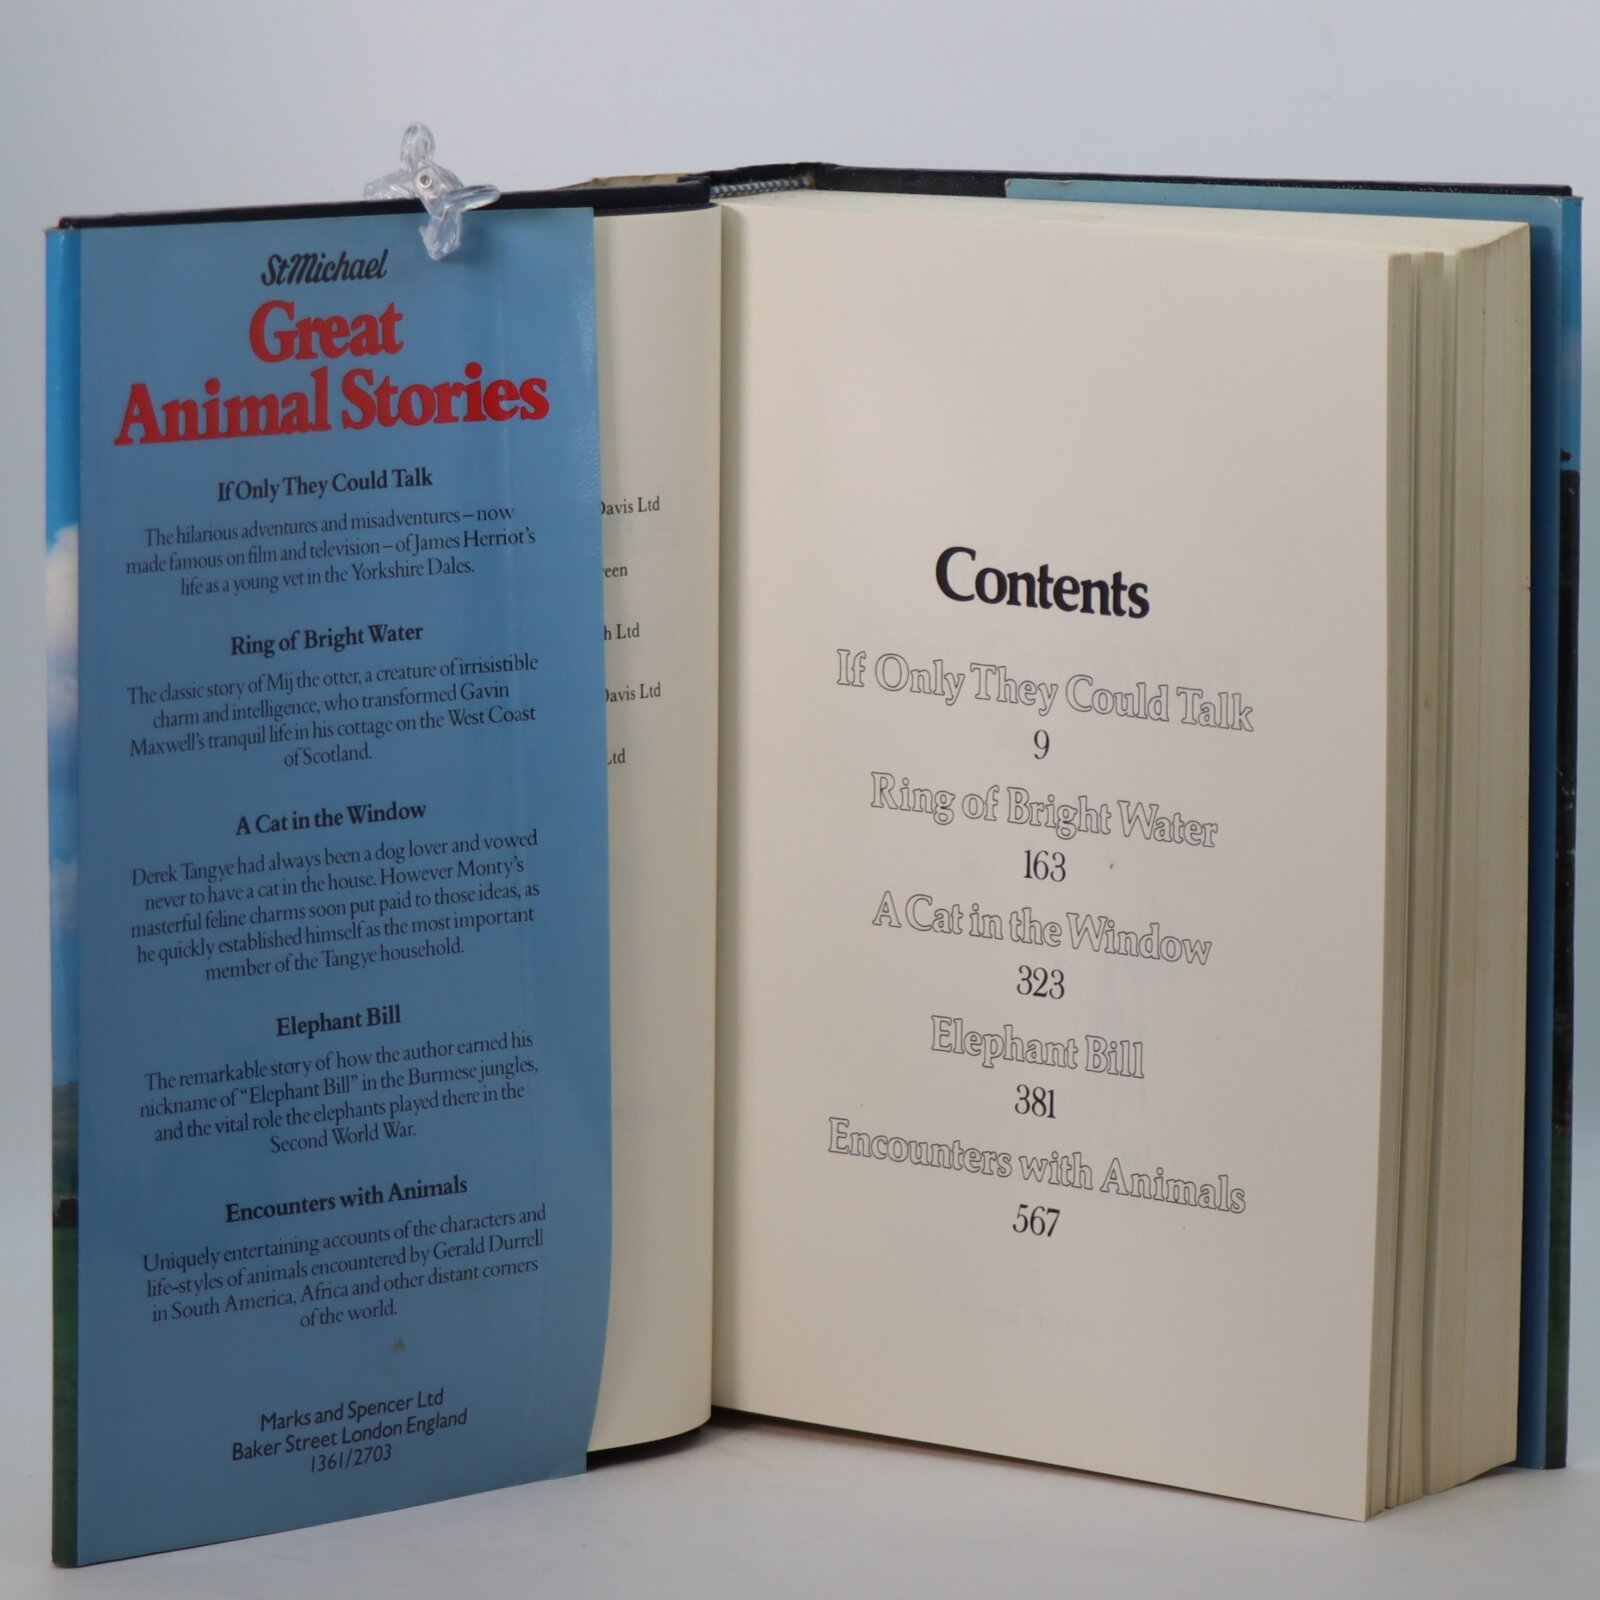 StMichael
Great
Animal Stories
If Only They Could Talk
The hilarious adventures and misadventures – now
made famous on film and television – of James Herriot's
life as a young vet in the Yorkshire Dales.
Ring of Bright Water
The classic story of Mij the otter, a creature of irrisistible
charm and intelligence, who transformed Gavin
Maxwell's tranquil life in his cottage on the West Coast
of Scotland.
A Cat in the Window
Derek Tangye had always been a dog lover and vowed
never to have a cat in the house. However Monty's
masterful feline charms soon put paid to those ideas, as
he quickly established himself as the most important
member of the Tangye household.
Elephant Bill
The remarkable story of how the author earned his
nickname of “Elephant Bill” in the Burmese jungles,
and the vital role the elephants played there in the
Second World War.
Encounters with Animals
Uniquely entertaining accounts of the characters and
life-styles of animals encountered by Gerald Durrell
in South America, Africa and other distant corners
of the world.
Marks and Spencer Ltd
Baker Street London England
1361/2703
Davis Ltd
reen
h Ltd
Davis Ltd
Ltd
Contents
If Only They Could Talk
9
Ring of Bright Water
163
A Cat in the Window
323
Elephant Bill
381
Encounters with Animals
567